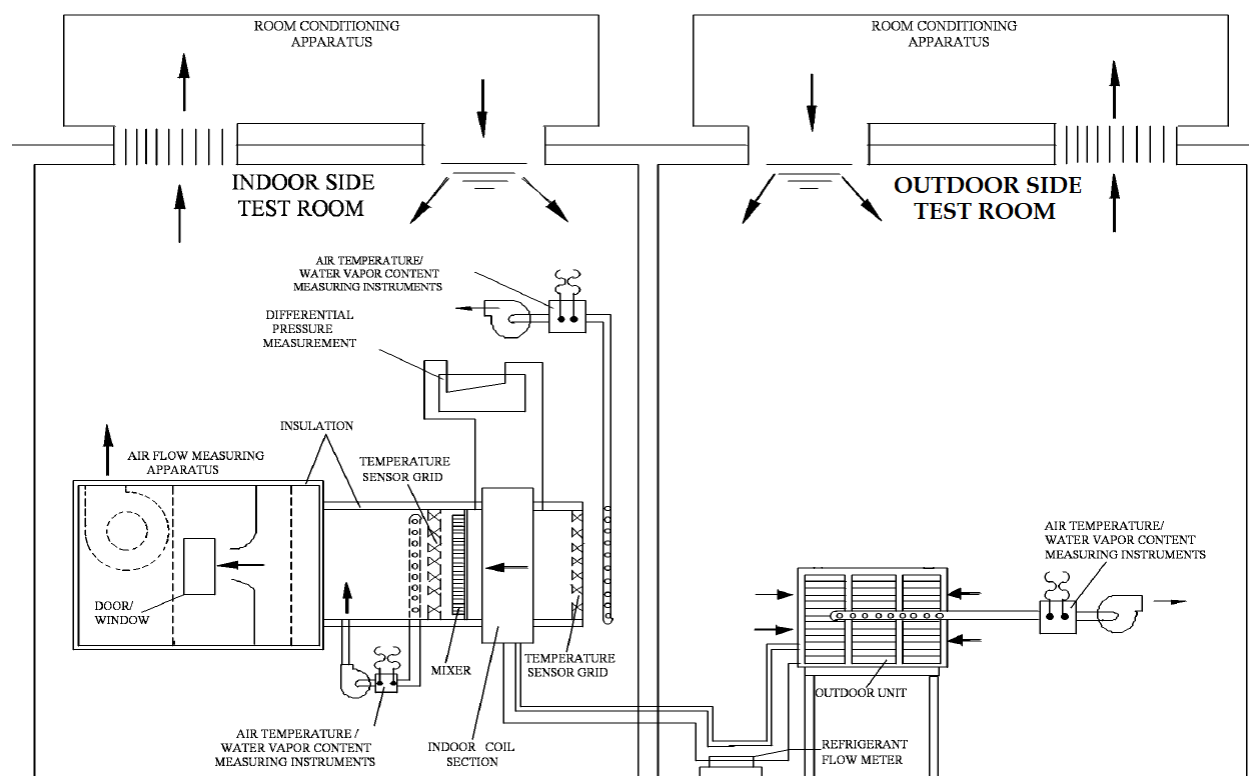 ROOM CONDITIONING
APPARATUS
ROOM CONDITIONING
APPARATUS
INDOOR SIDE
TEST ROOM
OUTDOOR SIDE
TEST ROOM
AIR TEMPERATURE/
WATER VAPOR CONTENT
MEASURING INSTRUMENTS
DIFFERENTIAL
PRESSURE
MEASUREMENT
INSULATION
AIR FLOW MEASURING
APPARATUS
TEMPERATURE
SENSOR GRID
AIR TEMPERATURE/
WATER VAPOR CONTENT
MEASURING INSTRUMENTS
DOOR/
WINDOW
MIXER
TEMPERATURE
SENSOR GRID
OUTDOOR UNIT
AIR TEMPERATURE /
WATER VAPOR CONTENT
MEASURING INSTRUMENTS
INDOOR COIL
SECTION
REFRIGERANT
FLOW METER